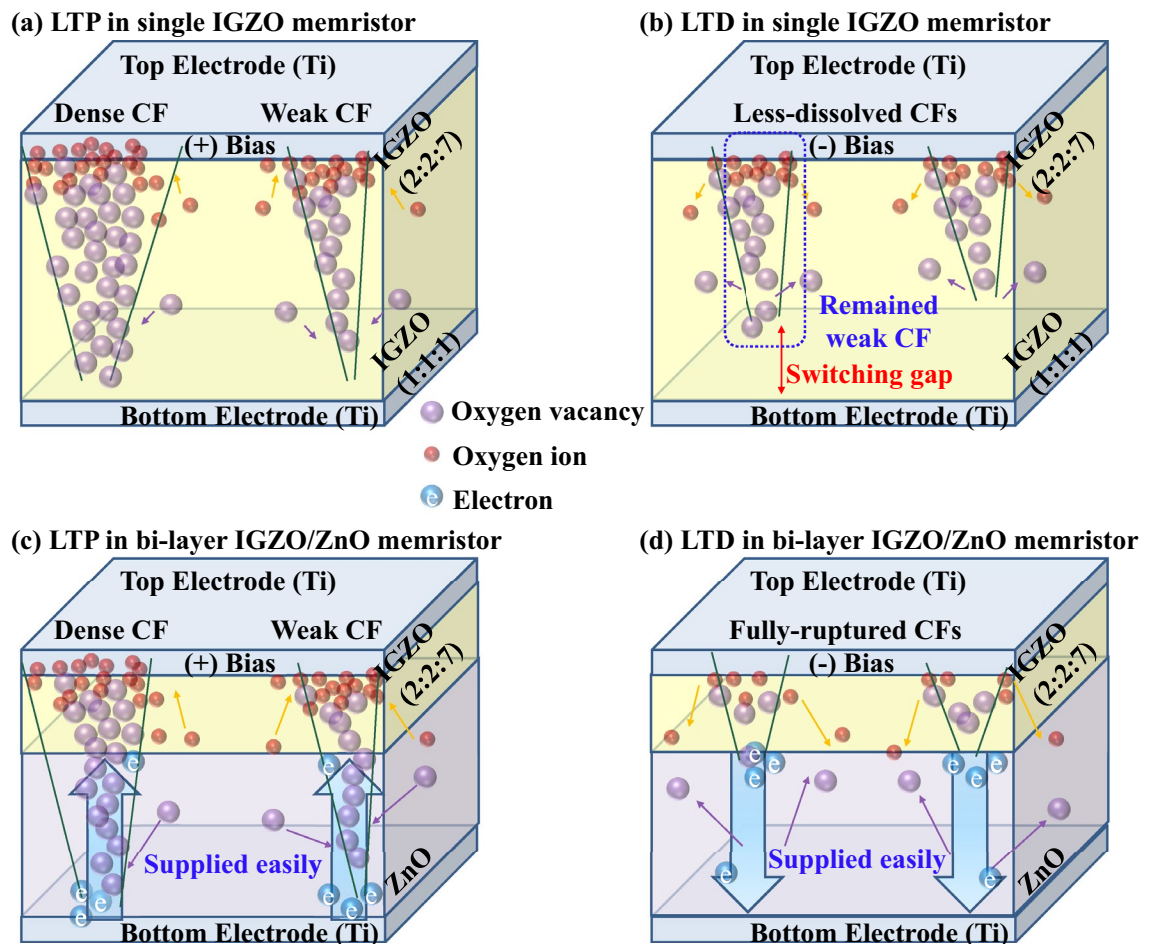 (a) LTP in single IGZO memristor
Top Electrode (Ti)
Dense CF
Weak CF
(+) Bias
IGZO
(2:2:7)
IGZO
(1:1:1)
Bottom Electrode (Ti)
(b) LTD in single IGZO memristor
Top Electrode (Ti)
Less-dissolved CFs
(-) Bias
IGZO
(2:2:7)
Remained
weak CF
Switching gap
IGZO
(1:1:1)
Bottom Electrode (Ti)
Oxygen vacancy
Oxygen ion
e Electron
(c) LTP in bi-layer IGZO/ZnO memristor
Top Electrode (Ti)
Dense CF
Weak CF
(+) Bias
IGZO
(2:2:7)
e
e
Supplied easily
ZnO
e
e
e
e
e
e
Bottom Electrode (Ti)
(d) LTD in bi-layer IGZO/ZnO memristor
Top Electrode (Ti)
Fully-ruptured CFs
(-) Bias
IGZO
(2:2:7)
e
e
e
e
e
e
Supplied easily
ZnO
e
e
Bottom Electrode (Ti)